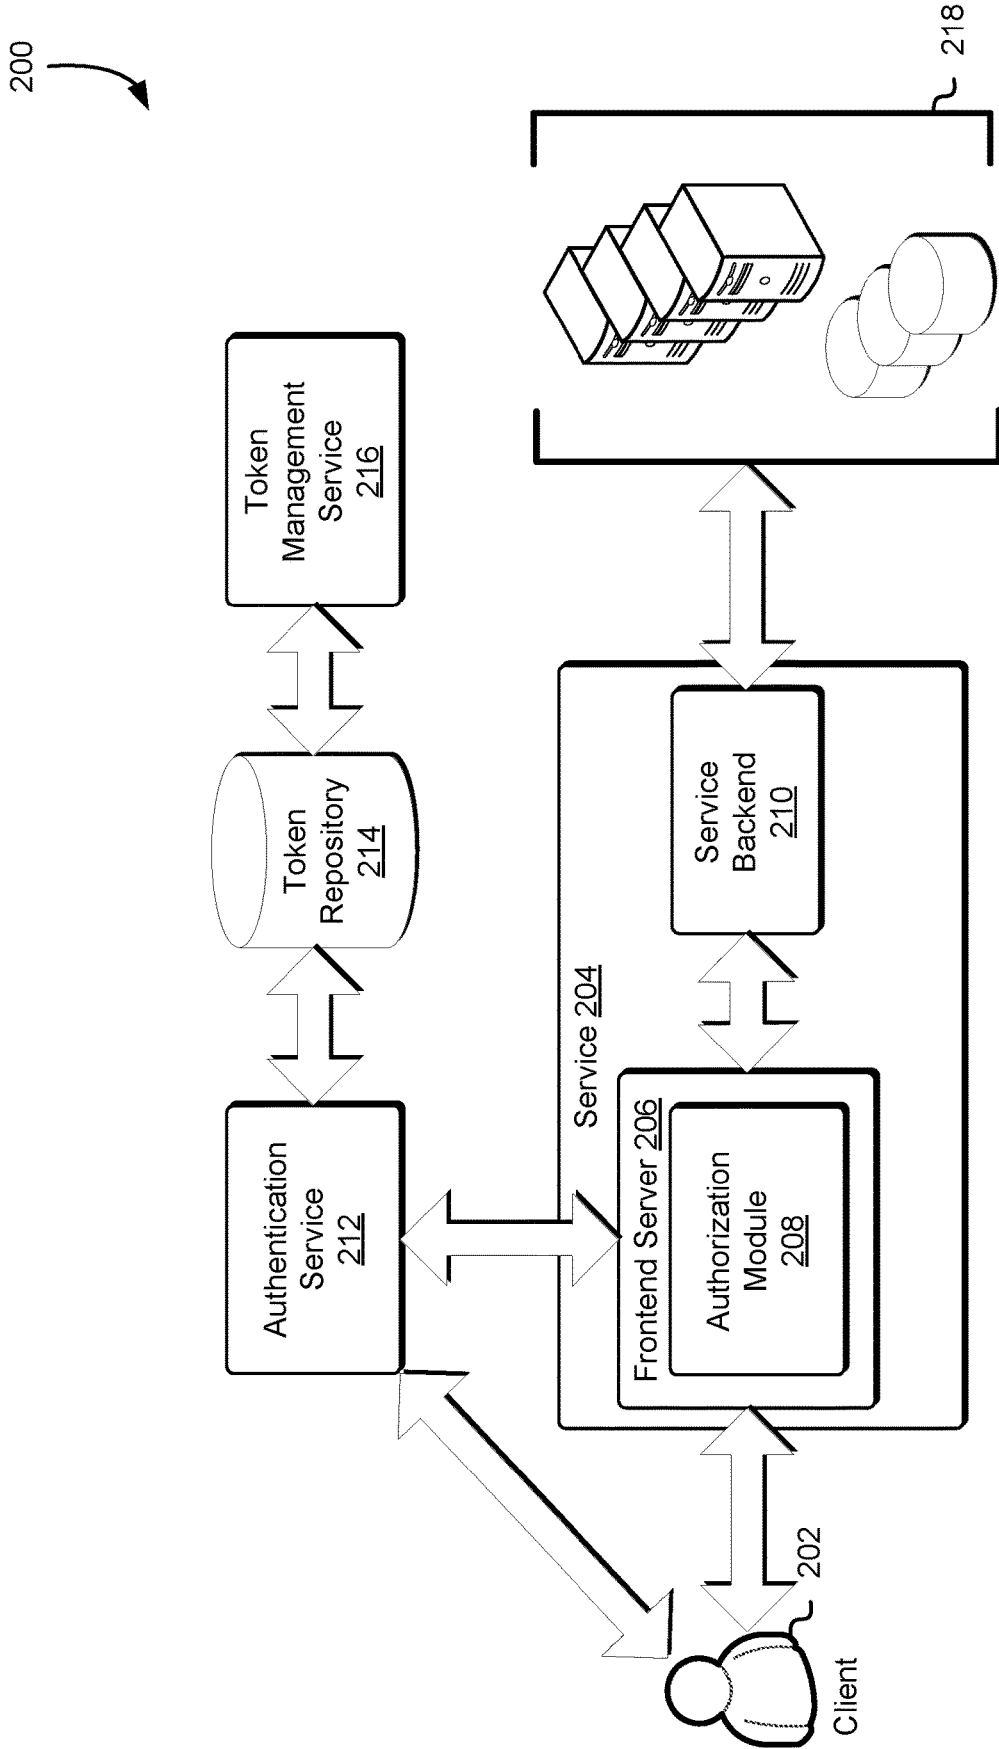 200
Token
Management
Service
216
Token
Repository
214
Authentication
Service
212
218
Service 204
Service
Backend
210
Frontend Server 206
Authorization
Module
208
202
Client